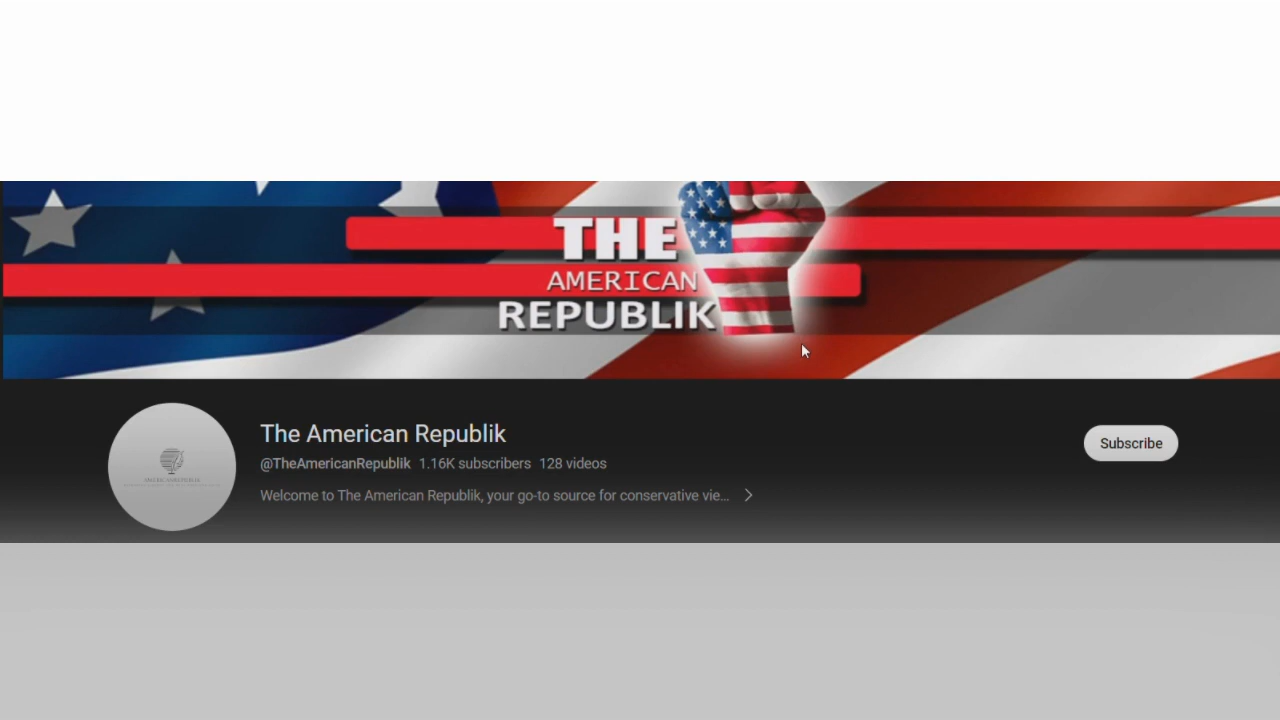 THE
AMERICAN
REPUBLIK
The American Republik
@TheAmericanRepublik 1.16K subscribers 128 videos
Welcome to The American Republik, your go-to source for conservative vie...
Subscribe